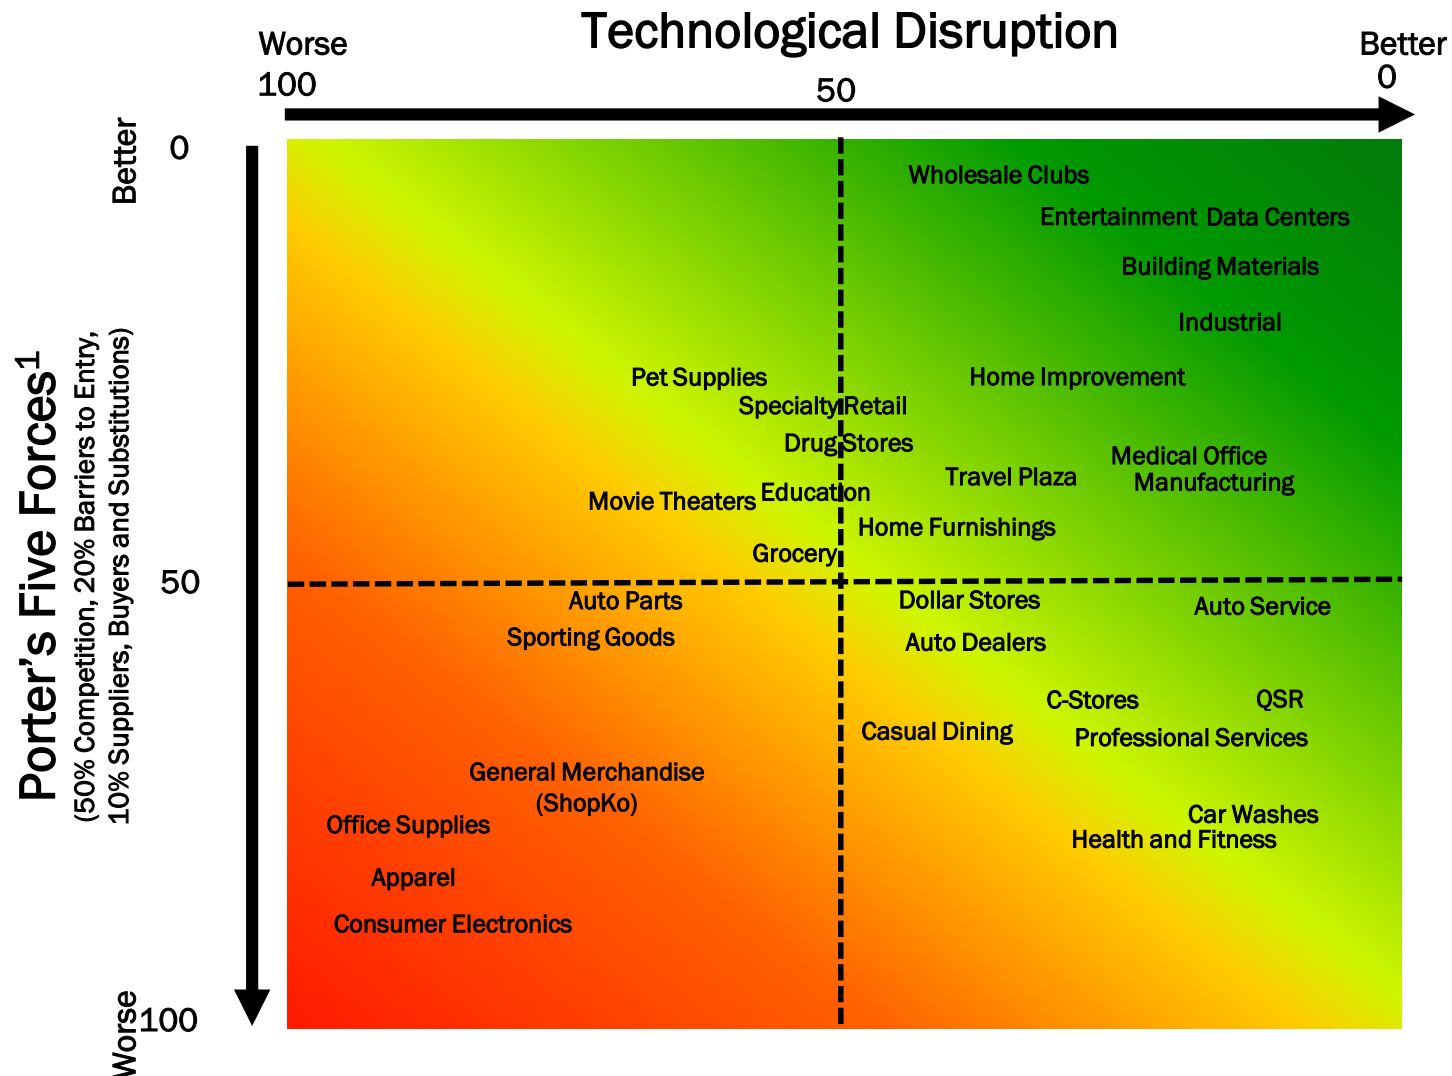 Technological Disruption
Worse
Better
100
50
0
Better
0
Wholesale Clubs
Entertainment Data Centers
Building Materials
Industrial
Pet Supplies
Home Improvement
Specialty Retail
Drug Stores
Medical Office
Travel Plaza
Manufacturing
Education
Movie Theaters
Home Furnishings
Grocery
Porter's Five Forces1
(50% Competition, 20% Barriers to Entry,
10% Suppliers, Buyers and Substitutions)
50
Auto Parts
Dollar Stores
Auto Service
Sporting Goods
Auto Dealers
C-Stores
QSR
Casual Dining
Professional Services
General Merchandise
(ShopKo)
Office Supplies
Car Washes
Health and Fitness
Apparel
Consumer Electronics
Worse
100